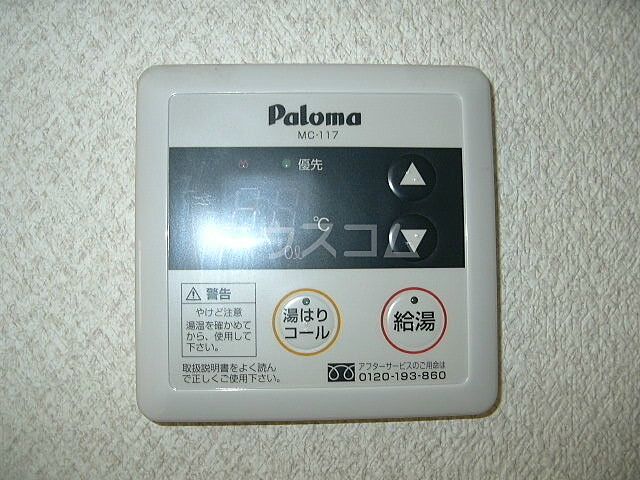 Paloma
MC-117
優先
℃
0ℓ
ウスコム
⚠ 警告
やけど注意
湯温を確かめて
から、使用して
下さい。
湯はり
コール
給湯
取扱説明書をよく読ん
で正しくご使用下さい。
アフターサービスのご用命は
0120-193-860